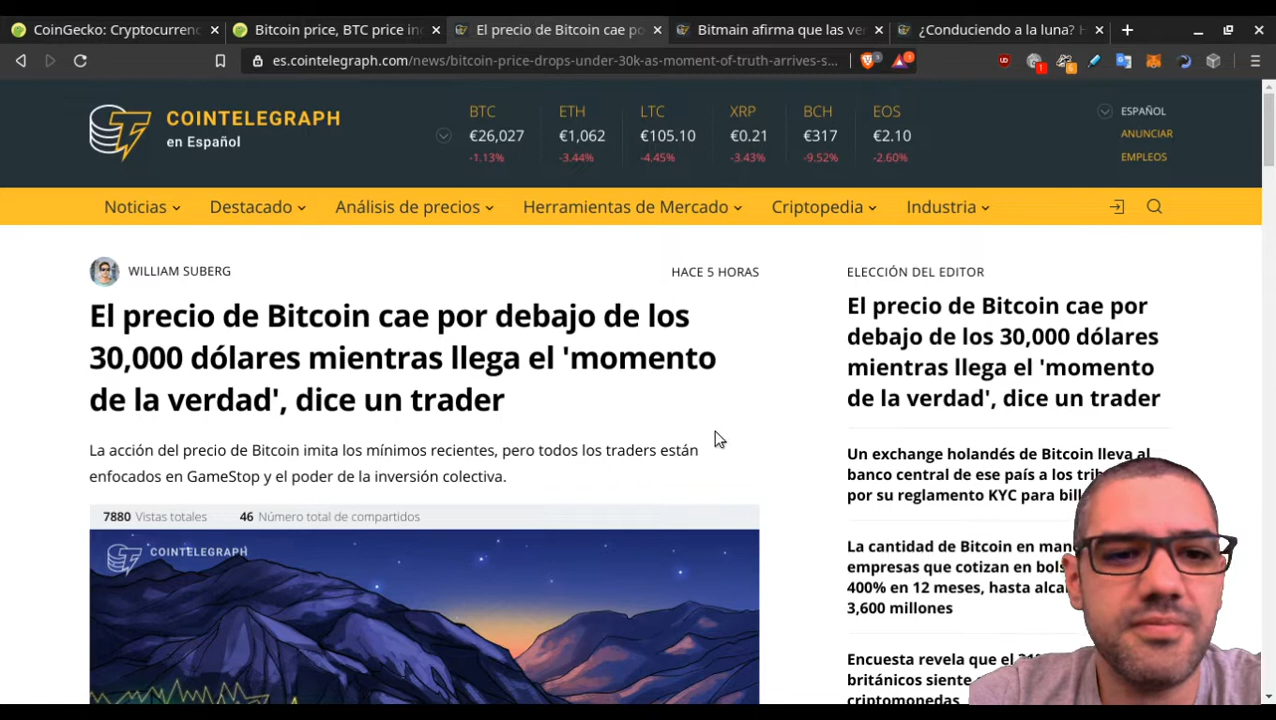 CoinGecko: Cryptocurrenc
Bitcoin price, BTC price in
El precio de Bitcoin cae po
Bitmain afirma que las ve
¿Conduciendo a la luna? H
es.cointelegraph.com/news/bitcoin-price-drops-under-30k-as-moment-of-truth-arrives-s...
COINTELEGRAPH
en Español
BTC ETH LTC XRP BCH EOS
€26,027 €1,062 €105.10 €0.21 €317 €2.10
-1.13% -3.44% -4.45% -3.43% -9.52% -2.60%
ESPAÑOL
ANUNCIAR
EMPLEOS
Noticias Destacado Análisis de precios Herramientas de Mercado Criptopedia Industria
WILLIAM SUBERG HACE 5 HORAS
El precio de Bitcoin cae por debajo de los
30,000 dólares mientras llega el 'momento
de la verdad', dice un trader
La acción del precio de Bitcoin imita los mínimos recientes, pero todos los traders están
enfocados en GameStop y el poder de la inversión colectiva.
7880 Vistas totales 46 Número total de compartidos
COINTELEGRAPH
ELECCIÓN DEL EDITOR
El precio de Bitcoin cae por
debajo de los 30,000 dólares
mientras llega el 'momento
de la verdad', dice un trader
Un exchange holandés de Bitcoin lleva al
banco central de ese país a los trib
por su reglamento KYC para bill
La cantidad de Bitcoin en man
empresas que cotizan en bols
400% en 12 meses, hasta alca
3,600 millones
Encuesta revela que el
británicos siente
criptomonedas